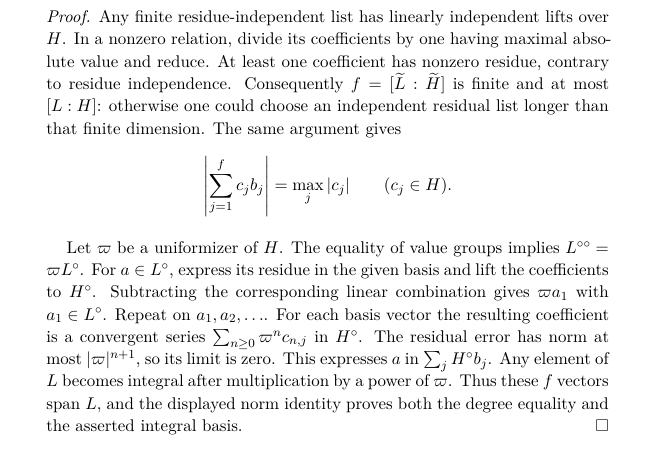 Proof. Any finite residue-independent list has linearly independent lifts over
H. In a nonzero relation, divide its coefficients by one having maximal abso-
lute value and reduce. At least one coefficient has nonzero residue, contrary
to residue independence. Consequently f = [L̃ : H̃] is finite and at most
[L : H]: otherwise one could choose an independent residual list longer than
that finite dimension. The same argument gives
|∑_{j=1}^{f} c_j b_j| = max_j |c_j| (c_j ∈ H).
Let ϖ be a uniformizer of H. The equality of value groups implies L°° =
ϖL°. For a ∈ L°, express its residue in the given basis and lift the coefficients
to H°. Subtracting the corresponding linear combination gives ϖa₁ with
a₁ ∈ L°. Repeat on a₁, a₂, .... For each basis vector the resulting coefficient
is a convergent series ∑_{n≥0} ϖⁿc_{n,j} in H°. The residual error has norm at
most |ϖ|ⁿ⁺¹, so its limit is zero. This expresses a in ∑_j H°b_j. Any element of
L becomes integral after multiplication by a power of ϖ. Thus these f vectors
span L, and the displayed norm identity proves both the degree equality and
the asserted integral basis. □